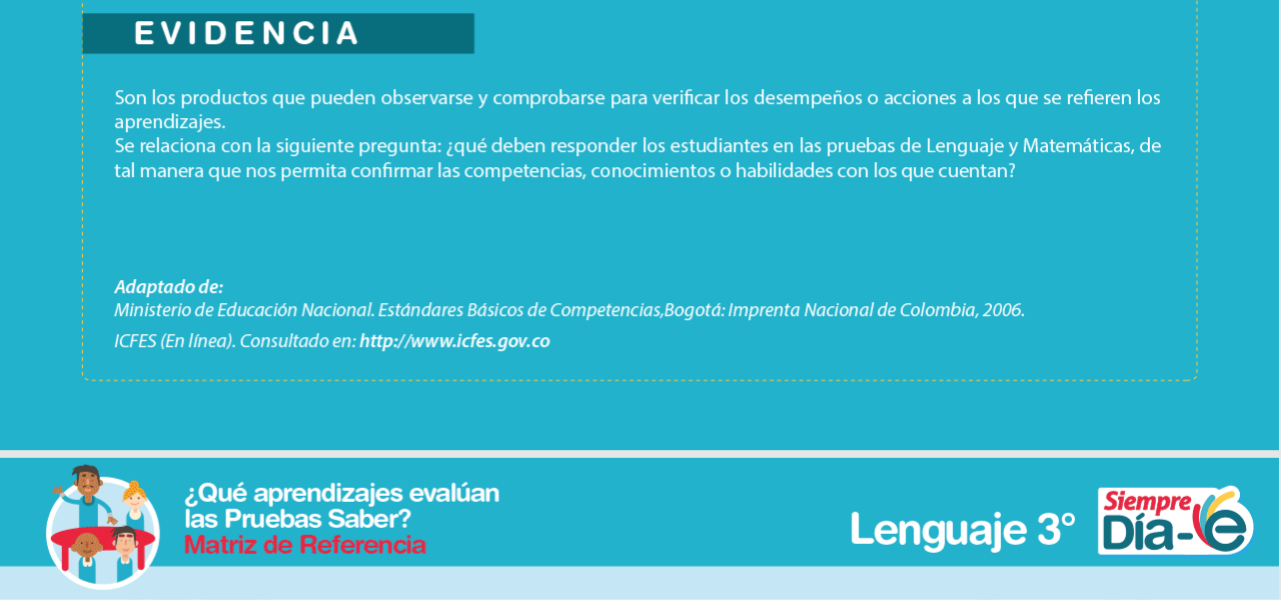 EVIDENCIA
Son los productos que pueden observarse y comprobarse para verificar los desempeños o acciones a los que se refieren los
aprendizajes.
Se relaciona con la siguiente pregunta: ¿qué deben responder los estudiantes en las pruebas de Lenguaje y Matemáticas, de
tal manera que nos permita confirmar las competencias, conocimientos o habilidades con los que cuentan?
Adaptado de:
Ministerio de Educación Nacional. Estándares Básicos de Competencias,Bogotá: Imprenta Nacional de Colombia, 2006.
ICFES (En línea). Consultado en: http://www.icfes.gov.co
¿Qué aprendizajes evalúan
las Pruebas Saber?
Matriz de Referencia
Lenguaje 3°
Siempre
Día-e